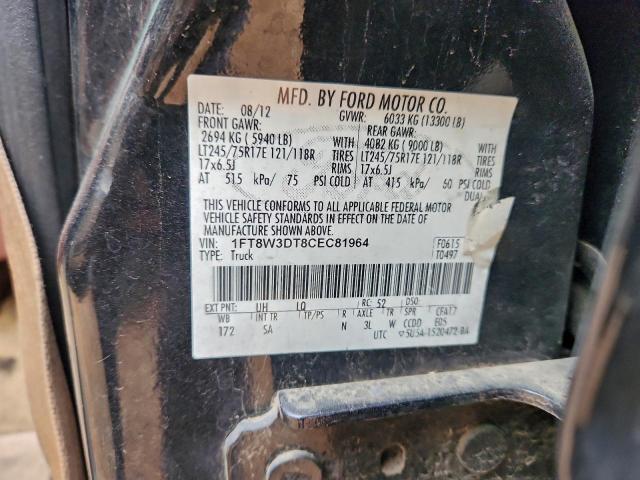 MFD. BY FORD MOTOR CO.
DATE: 08/12 GVWR: 6033 KG (13300 LB)
FRONT GAWR: REAR GAWR:
2694 KG (5940 LB) WITH 4082 KG (9000 LB) WITH
LT245/75R17E 121/118R TIRES LT245/75R17E 121/118R TIRES
17x6.5J RIMS 17x6.5J RIMS
AT 515 kPa/ 75 PSI COLD AT 415 kPa/ 60 PSI COLD
DUAL
THIS VEHICLE CONFORMS TO ALL APPLICABLE FEDERAL MOTOR
VEHICLE SAFETY STANDARDS IN EFFECT ON THE DATE OF
MANUFACTURE SHOWN ABOVE.
VIN: 1FT8W3DT8CEC81964 F0615
TYPE: Truck T0497
EXT PNT: UH LQ RC: 52 DSO:
WB INT TR TP/PS R AXLE TR SPR CFA17
172 SA N 3L W CCDD E05
UTC ▽5U5A-1520472-BA